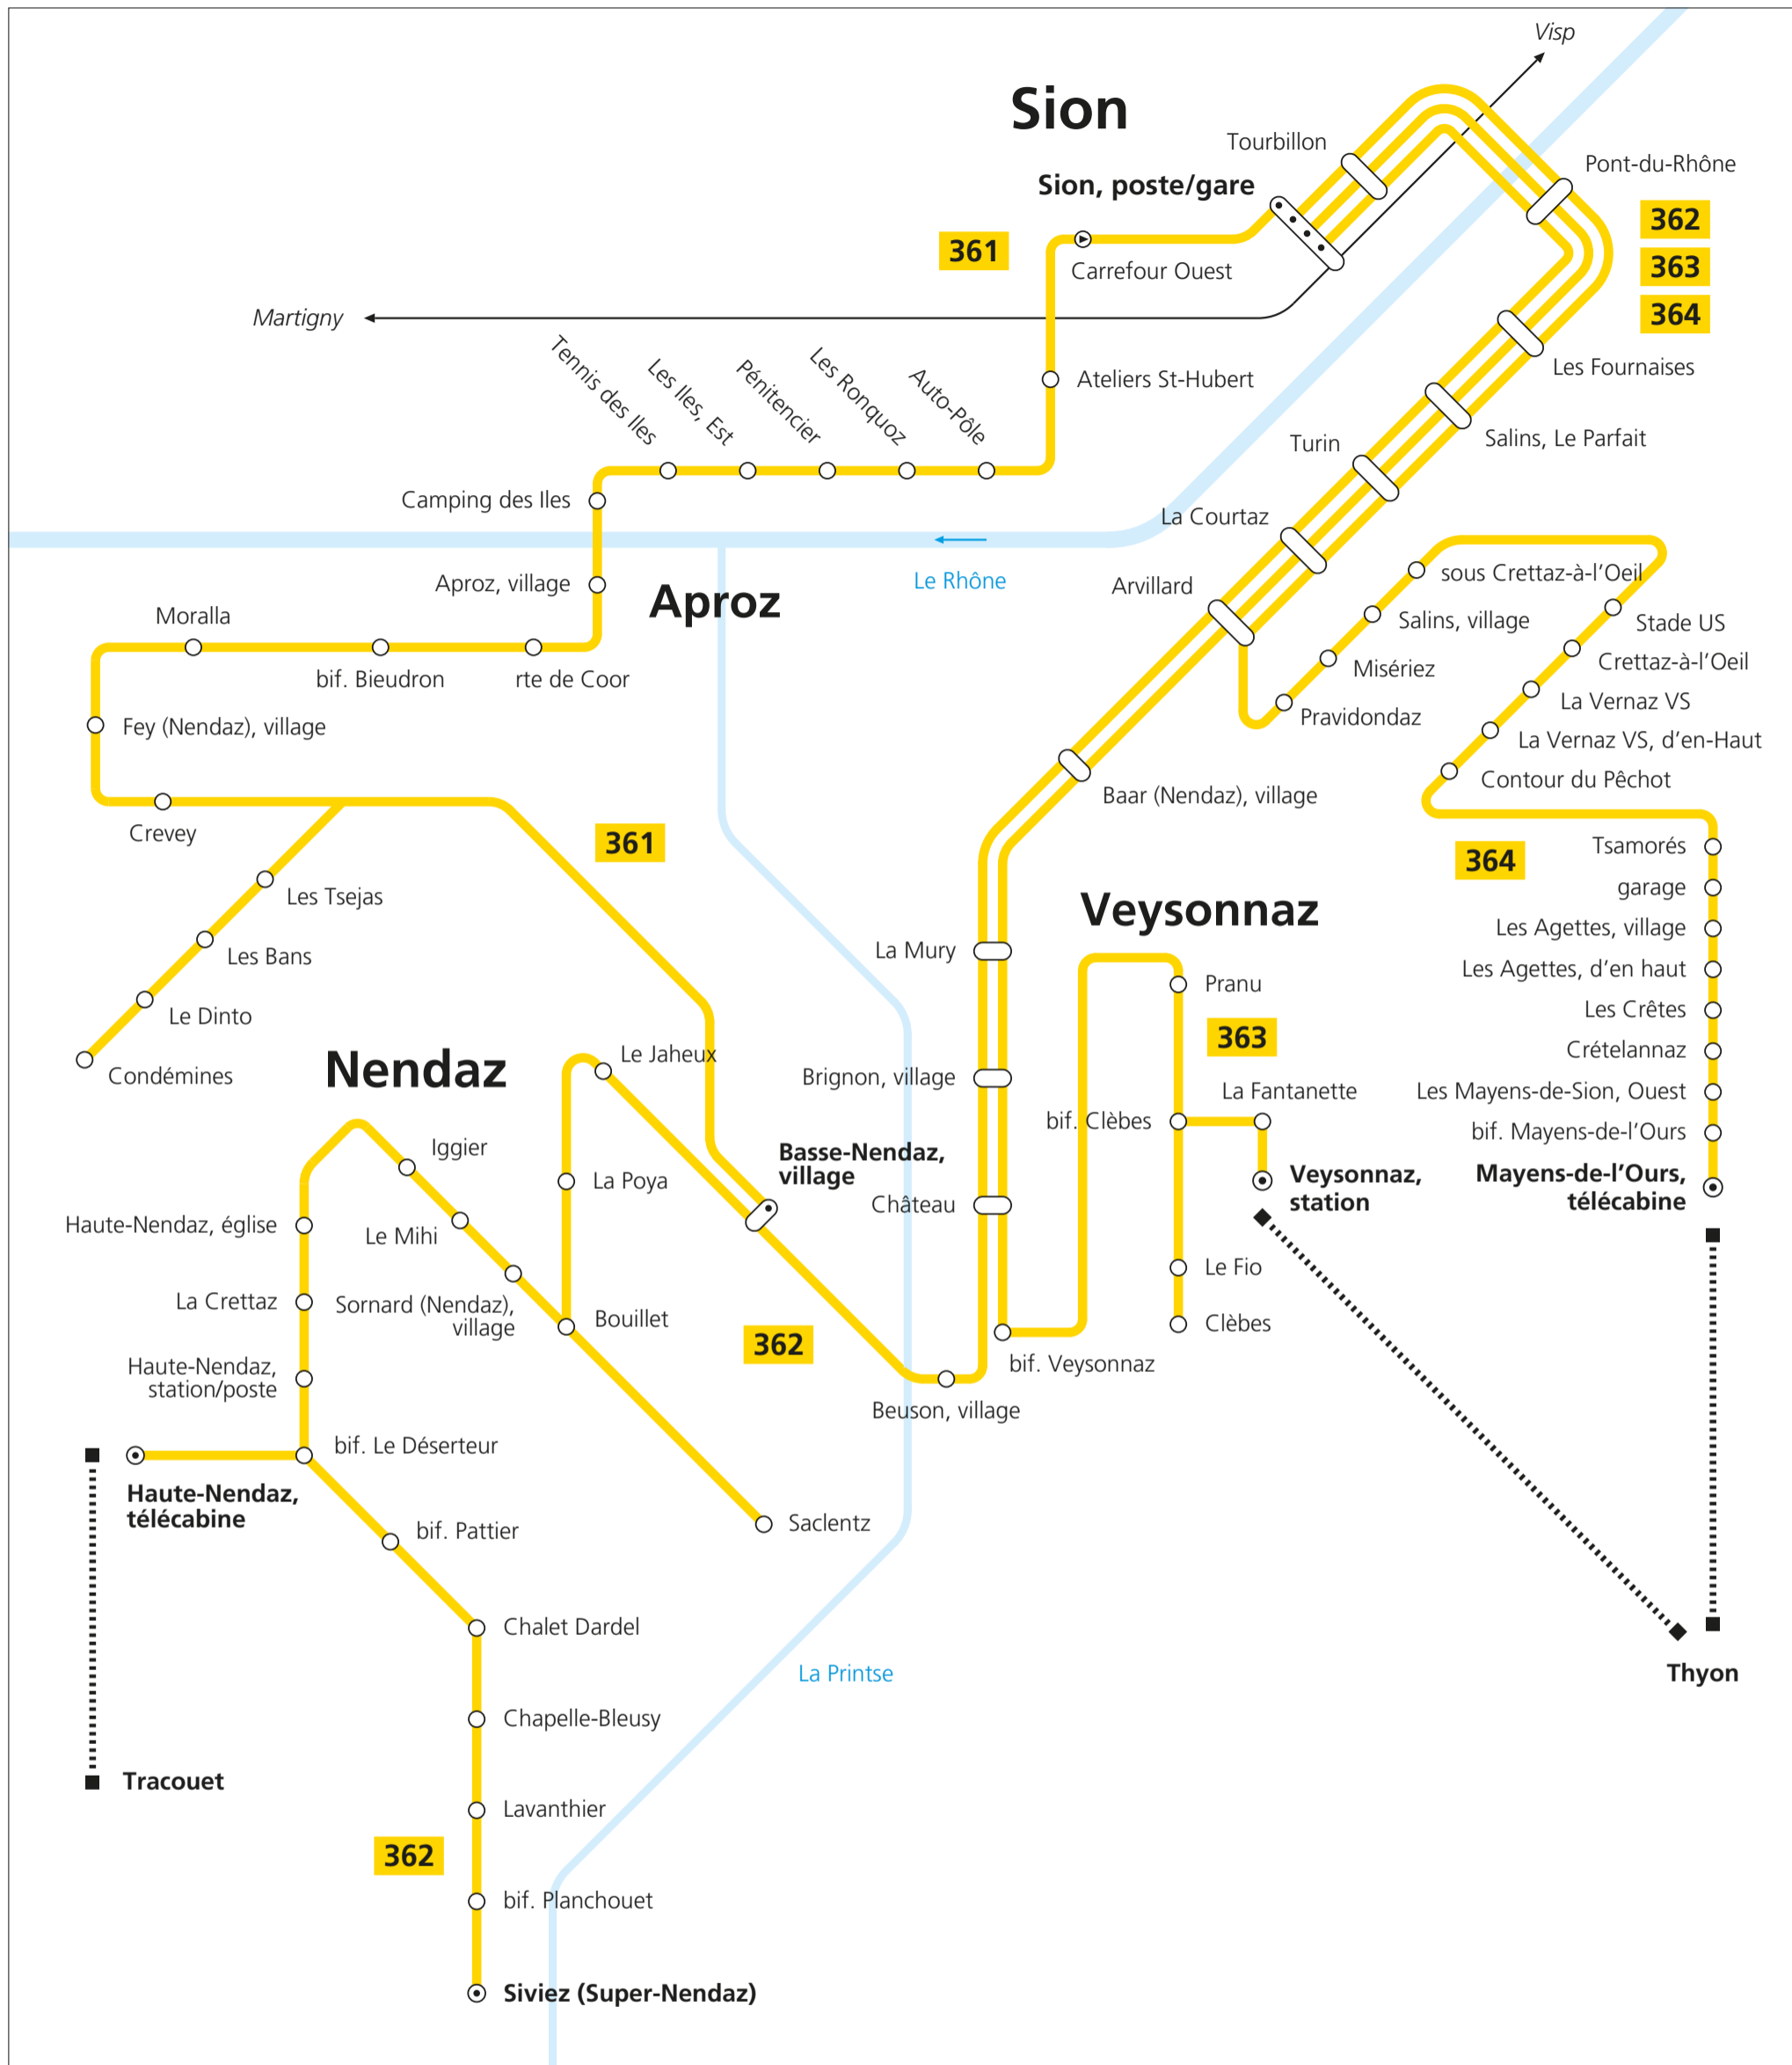 Visp
Sion
Tourbillon
Pont-du-Rhône
Sion, poste/gare
362
363
364
361
Carrefour Ouest
Martigny
Tennis des Iles
Les Iles, Est
Pénitencier
Les Ronquoz
Auto-Pôle
Ateliers St-Hubert
Les Fournaises
Salins, Le Parfait
Turin
Camping des Iles
La Courtaz
Le Rhône
Aproz, village
Aproz
Arvillard
sous Crettaz-à-l'Oeil
Salins, village
Stade US
Moralla
bif. Bieudron
rte de Coor
Misériez
Crettaz-à-l'Oeil
La Vernaz VS
Pravidondaz
Fey (Nendaz), village
La Vernaz VS, d'en-Haut
Contour du Pêchot
Baar (Nendaz), village
Crevey
361
Tsamorés
364
garage
Les Tsejas
Veysonnaz
Les Agettes, village
Les Bans
La Mury
Les Agettes, d'en haut
Pranu
Le Dinto
Les Crêtes
363
Condémines
Nendaz
Le Jaheux
Brignon, village
Crételannaz
La Fantanette
Les Mayens-de-Sion, Ouest
bif. Clèbes
bif. Mayens-de-l'Ours
Iggier
Basse-Nendaz,
village
La Poya
Veysonnaz,
station
Mayens-de-l'Ours,
télécabine
Château
Haute-Nendaz, église
Le Mihi
Le Fio
La Crettaz
Sornard (Nendaz),
village
Bouillet
Clèbes
362
bif. Veysonnaz
Haute-Nendaz,
station/poste
Beuson, village
bif. Le Déserteur
Haute-Nendaz,
télécabine
bif. Pattier
Saclentz
Chalet Dardel
La Printse
Thyon
Chapelle-Bleusy
Tracouet
Lavanthier
362
bif. Planchouet
Siviez (Super-Nendaz)